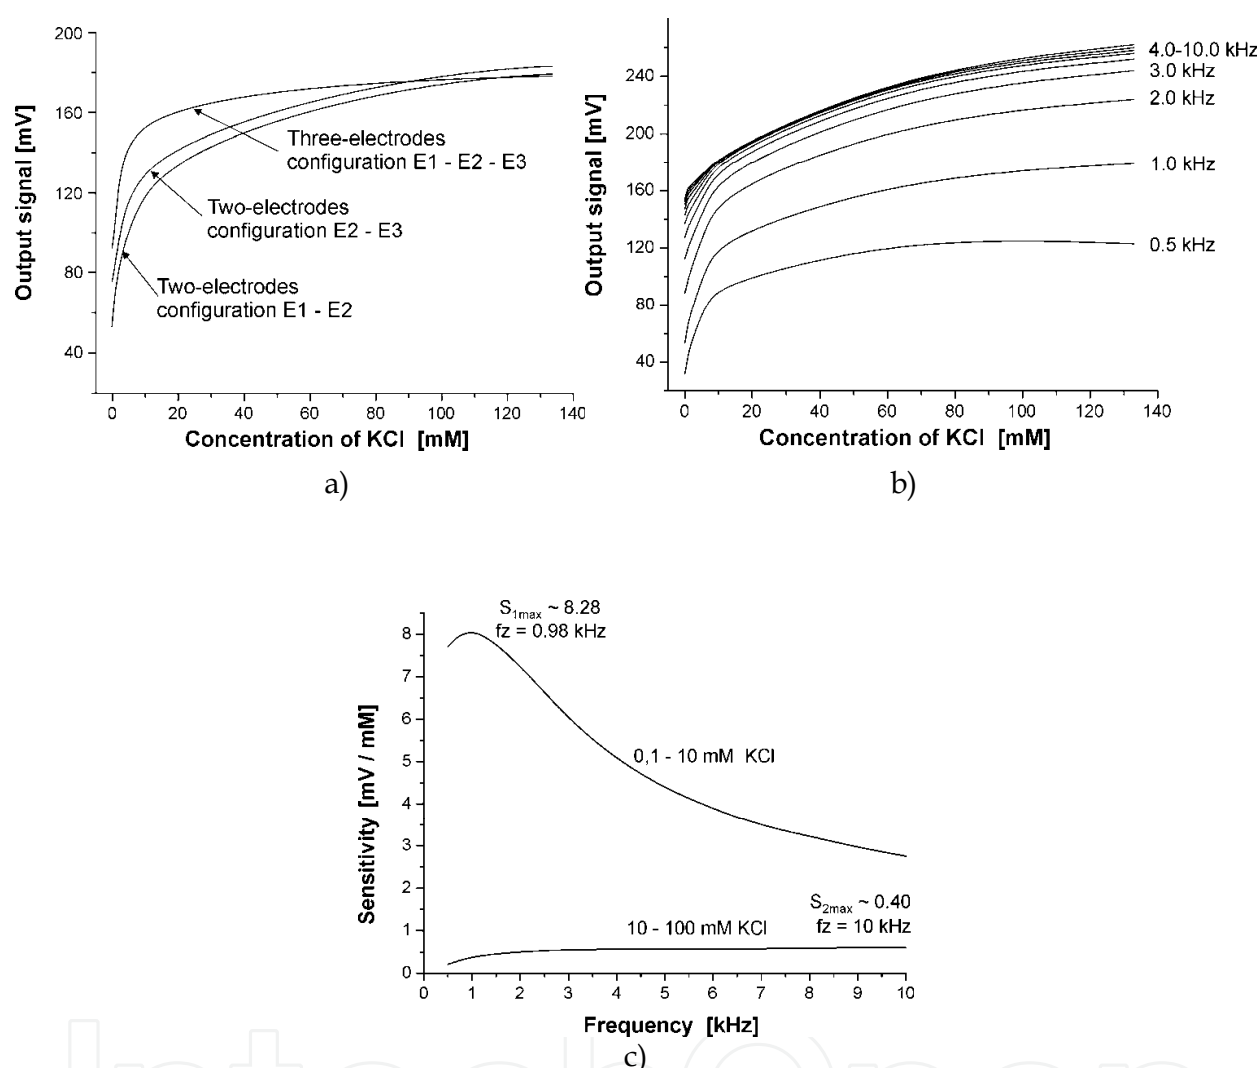 200
160
120
80
40
Output signal [mV]
Three-electrodes
configuration E1 - E2 - E3
Two-electrodes
configuration E2 - E3
Two-electrodes
configuration E1 - E2
0 20 40 60 80 100 120 140
Concentration of KCl [mM]
a)
240
200
160
120
80
40
Output signal [mV]
4.0-10.0 kHz
3.0 kHz
2.0 kHz
1.0 kHz
0.5 kHz
0 20 40 60 80 100 120 140
Concentration of KCl [mM]
b)
S1max ~ 8.28
fz = 0.98 kHz
8
7
6
5
4
3
2
1
0
Sensitivity [mV / mM]
0,1 - 10 mM KCl
S2max ~ 0.40
fz = 10 kHz
10 - 100 mM KCl
0 1 2 3 4 5 6 7 8 9 10
Frequency [kHz]
c)